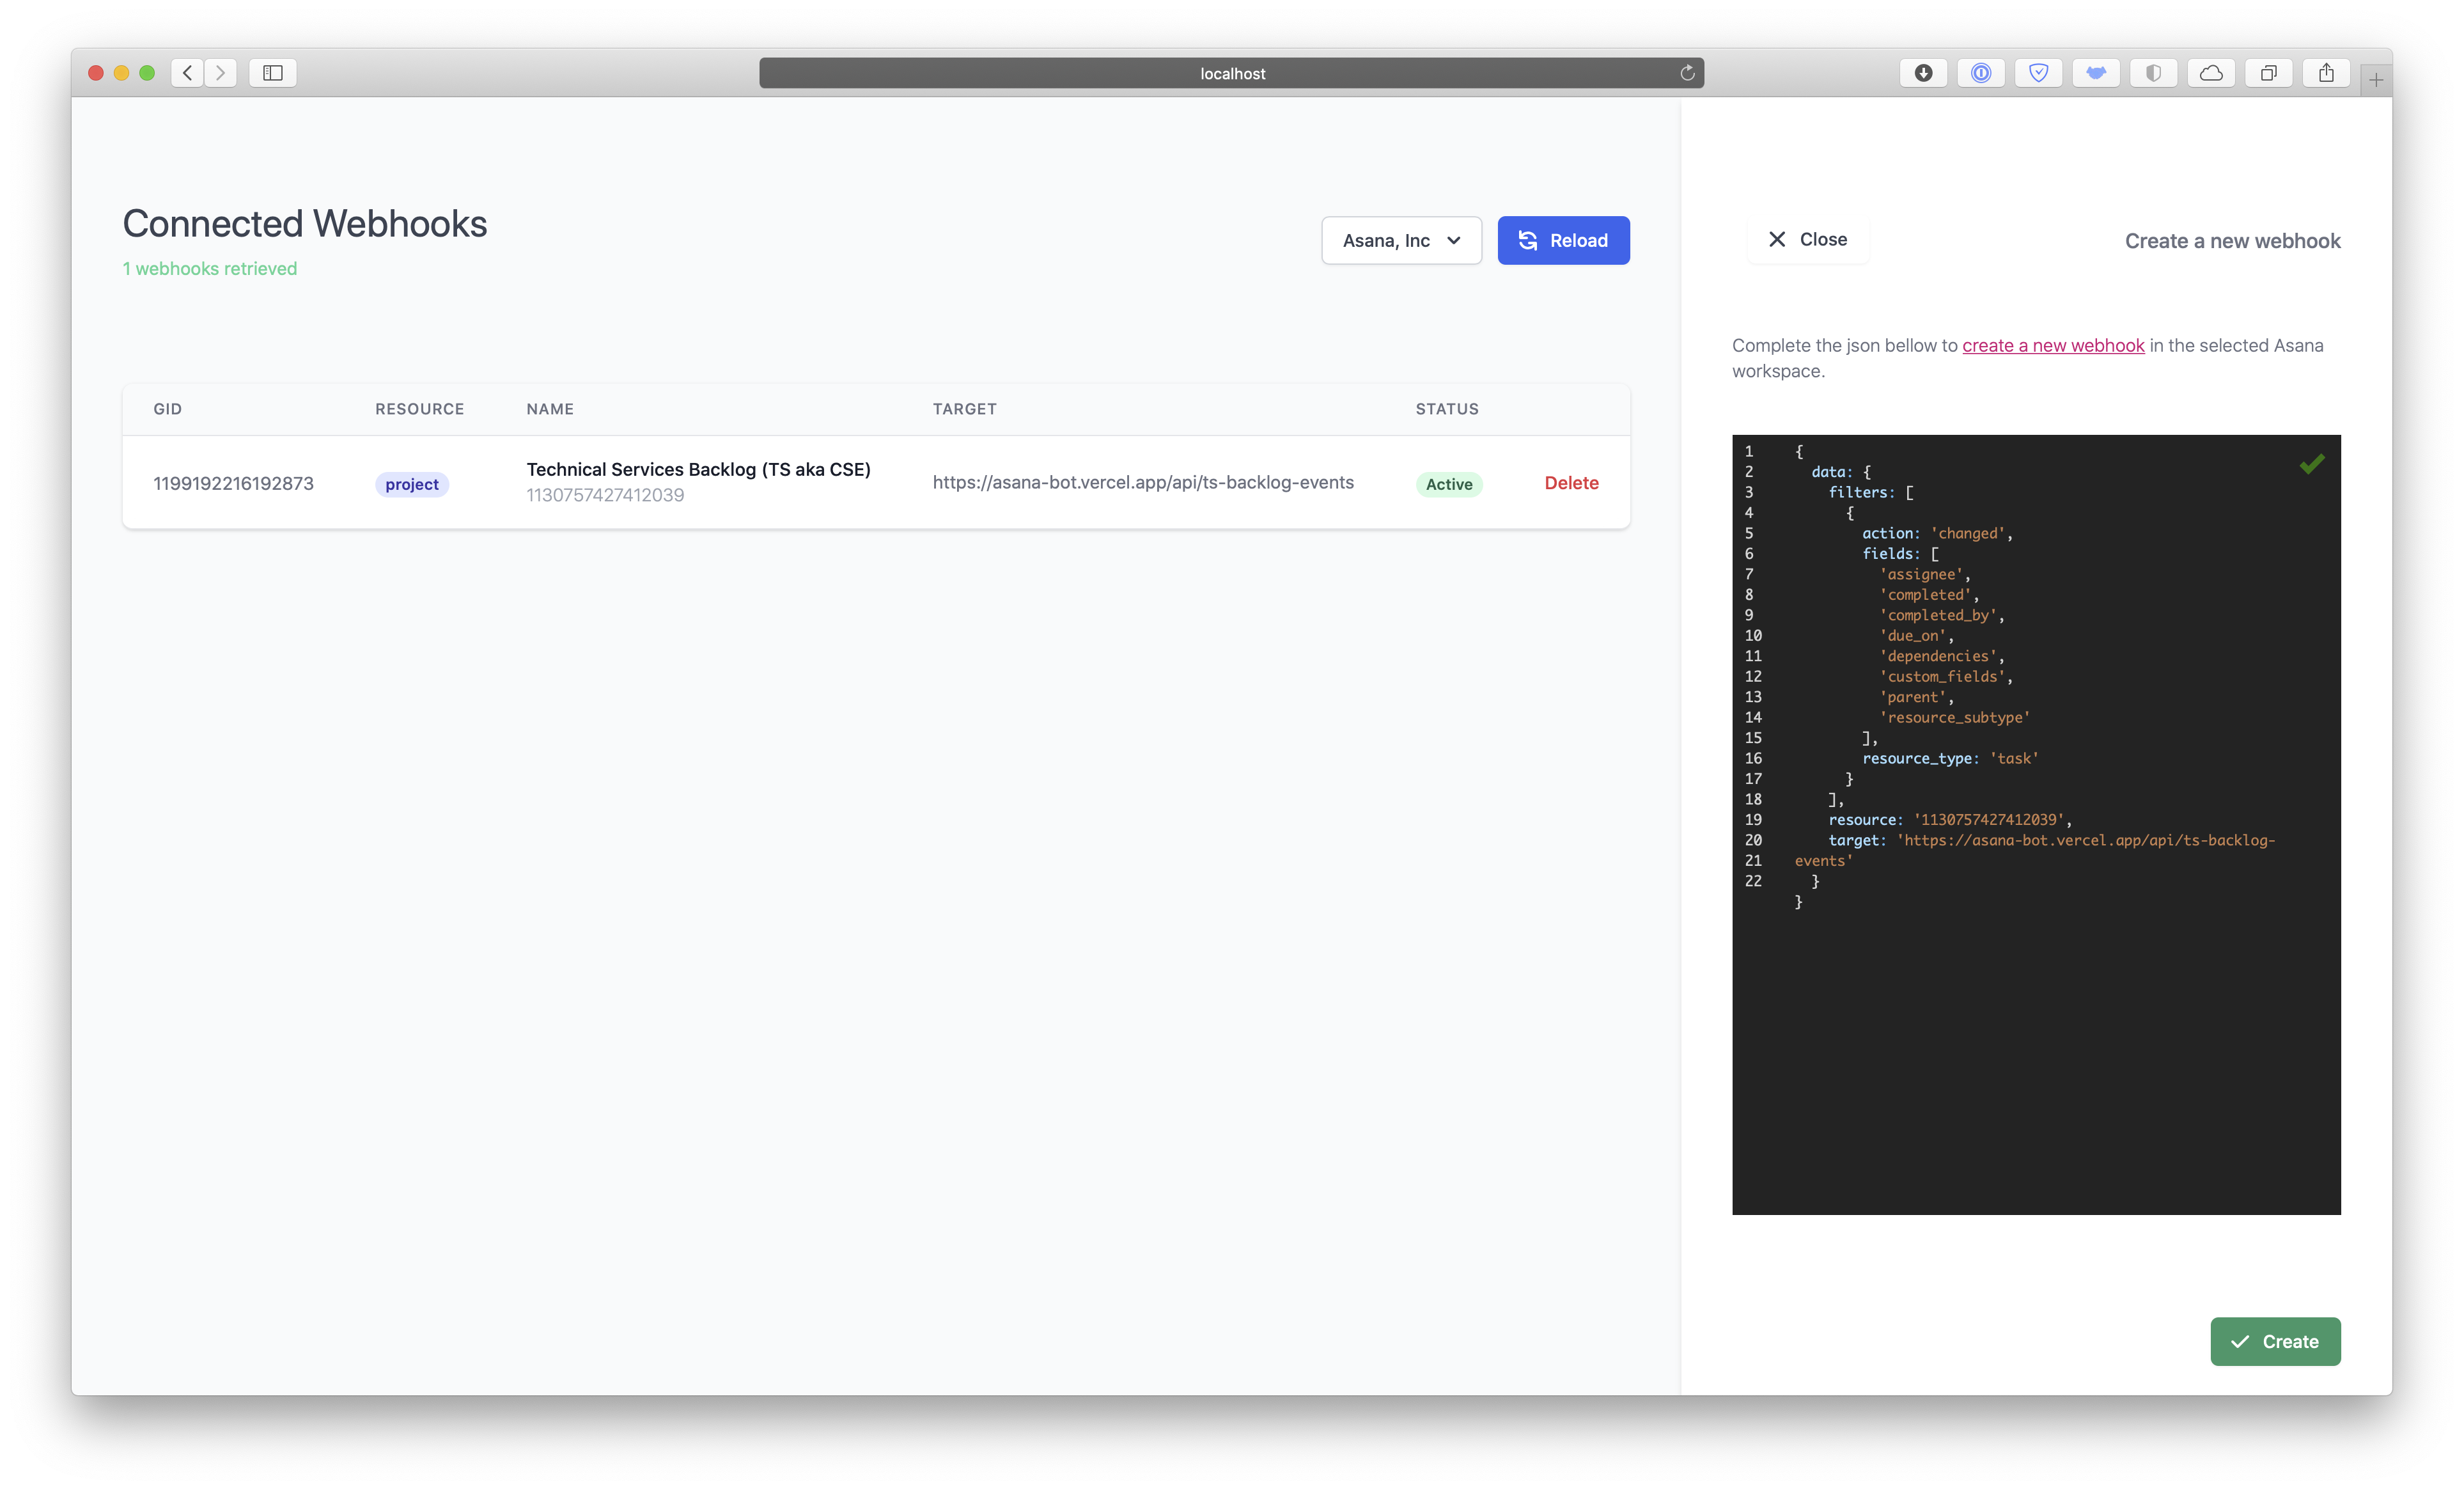 localhost
Connected Webhooks
1 webhooks retrieved
Asana, Inc
Reload
GID RESOURCE NAME TARGET STATUS
1199192216192873 project Technical Services Backlog (TS aka CSE) https://asana-bot.vercel.app/api/ts-backlog-events Active Delete
1130757427412039
Close
Create a new webhook
Complete the json bellow to create a new webhook in the selected Asana
workspace.
1 {
2 data: {
3 filters: [
4 {
5 action: 'changed',
6 fields: [
7 'assignee',
8 'completed',
9 'completed_by',
10 'due_on',
11 'dependencies',
12 'custom_fields',
13 'parent',
14 'resource_subtype'
15 ],
16 resource_type: 'task'
17 }
18 ],
19 resource: '1130757427412039',
20 target: 'https://asana-bot.vercel.app/api/ts-backlog-
21 events'
22 }
}
Create